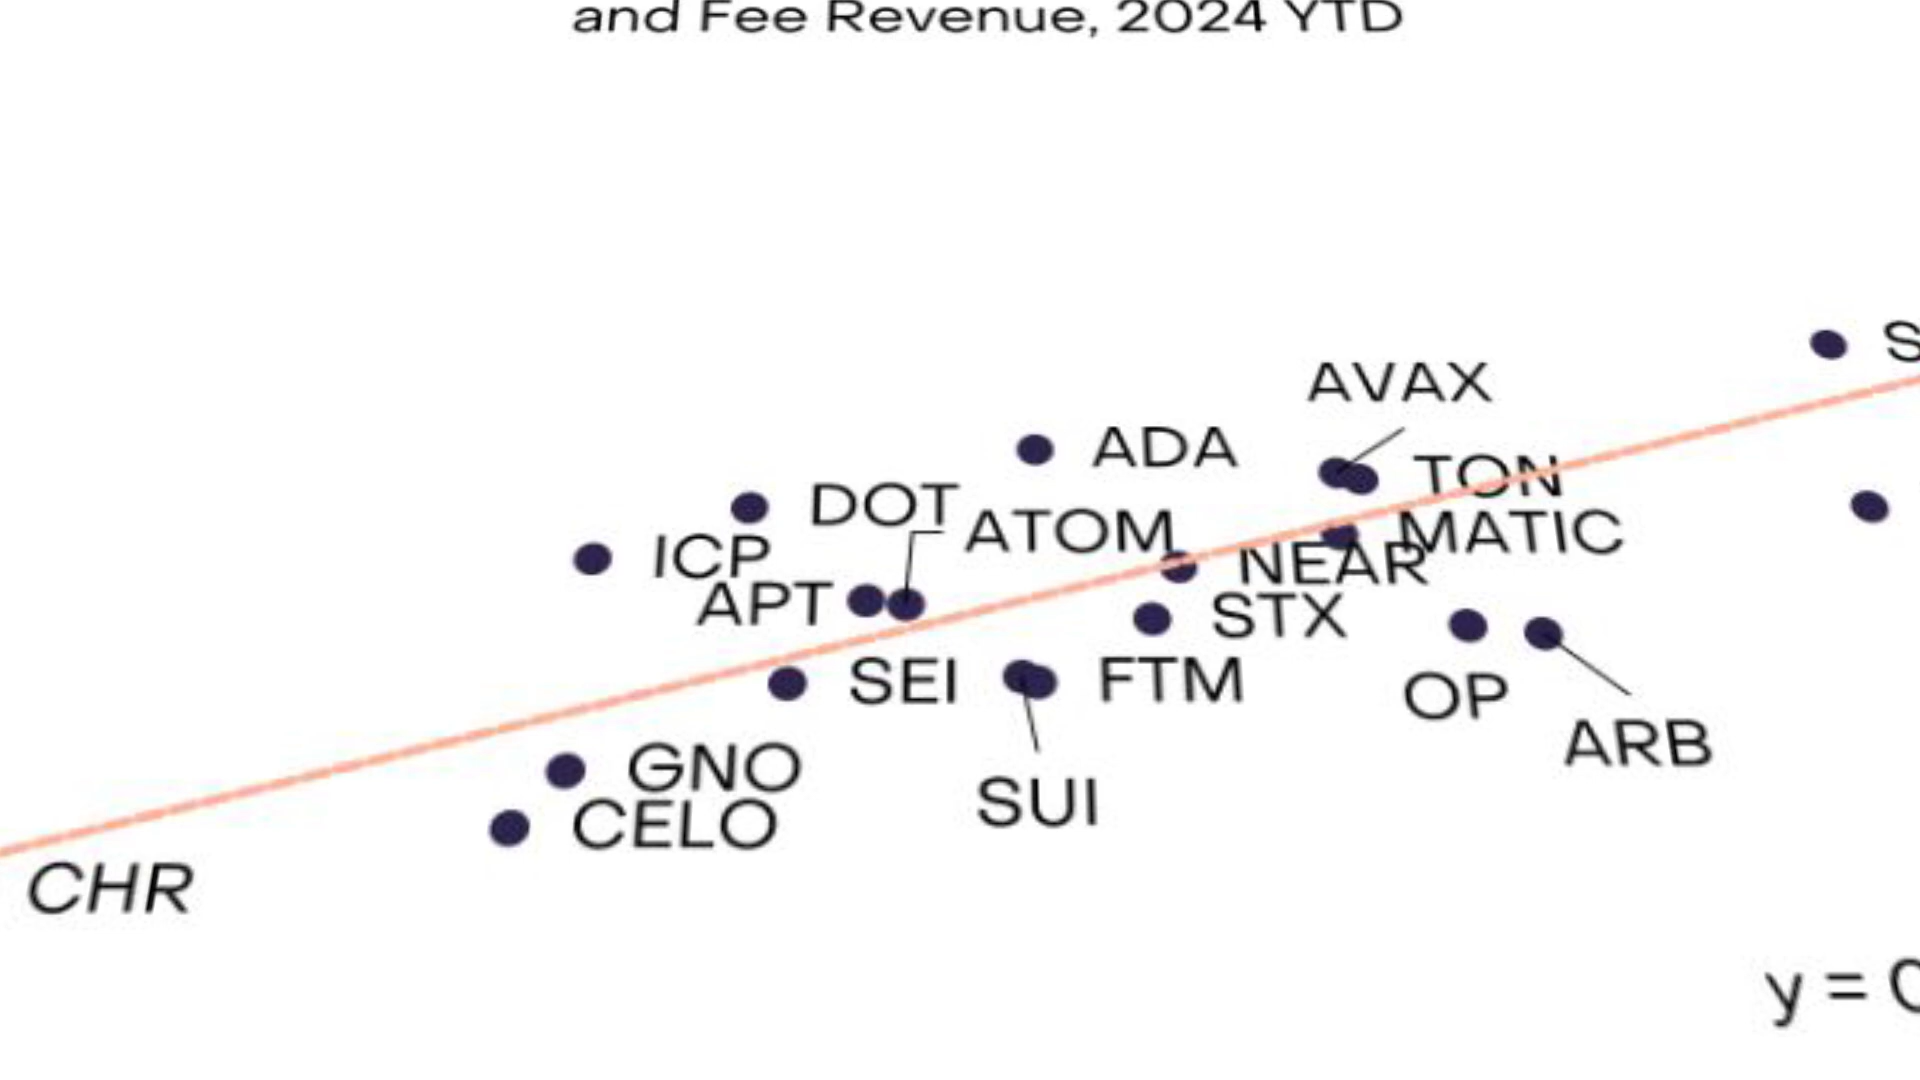 and Fee Revenue, 2024 YTD
AVAX
ADA
TON
DOT
ATOM
MATIC
ICP
NEAR
APT
STX
SEI
FTM
OP
ARB
GNO
SUI
CELO
CHR
y =